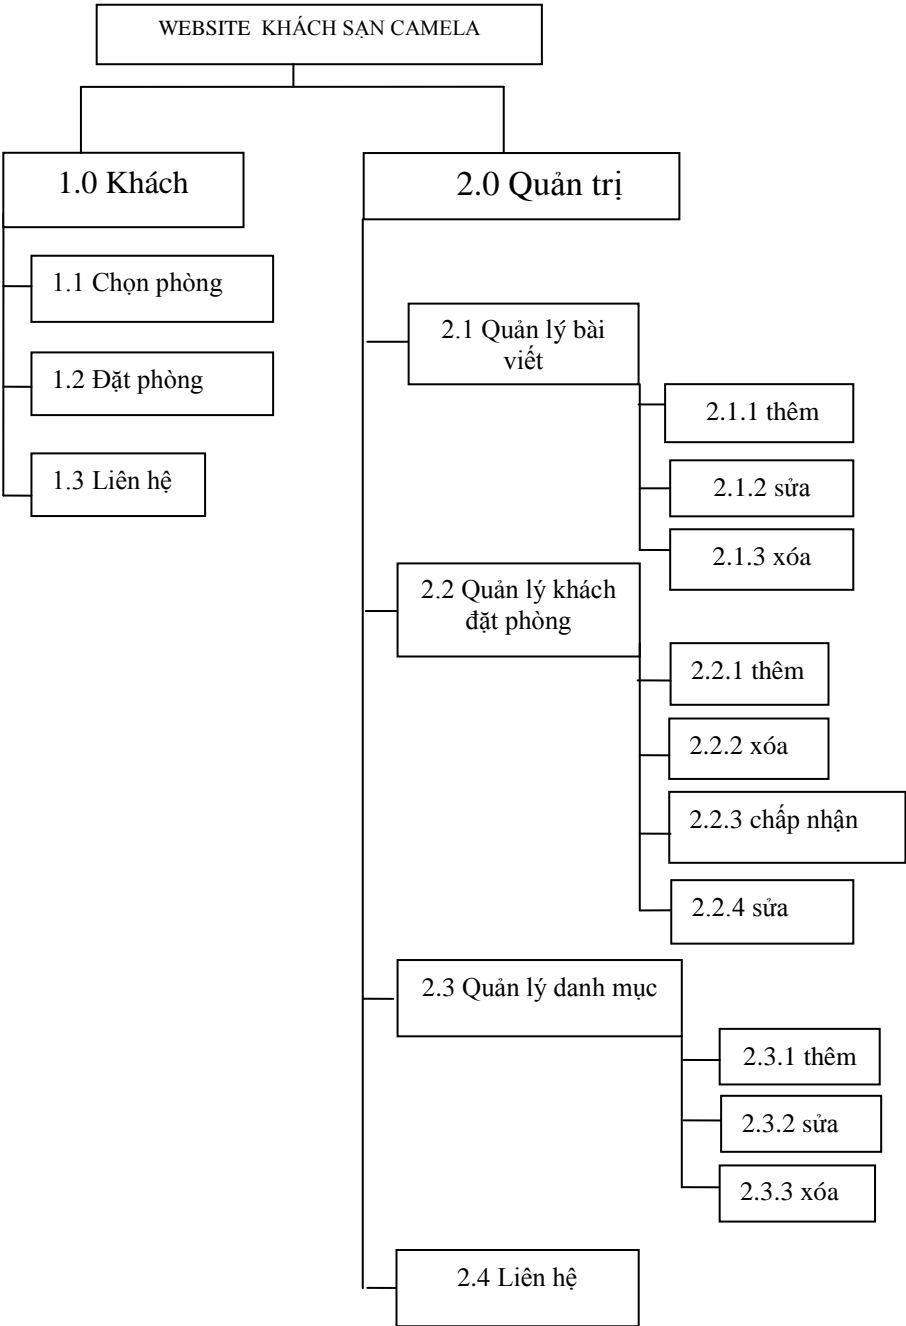 WEBSITE KHÁCH SẠN CAMELA
1.0 Khách
2.0 Quản trị
1.1 Chọn phòng
1.2 Đặt phòng
1.3 Liên hệ
2.1 Quản lý bài
viết
2.1.1 thêm
2.1.2 sửa
2.1.3 xóa
2.2 Quản lý khách
đặt phòng
2.2.1 thêm
2.2.2 xóa
2.2.3 chấp nhận
2.2.4 sửa
2.3 Quản lý danh mục
2.3.1 thêm
2.3.2 sửa
2.3.3 xóa
2.4 Liên hệ